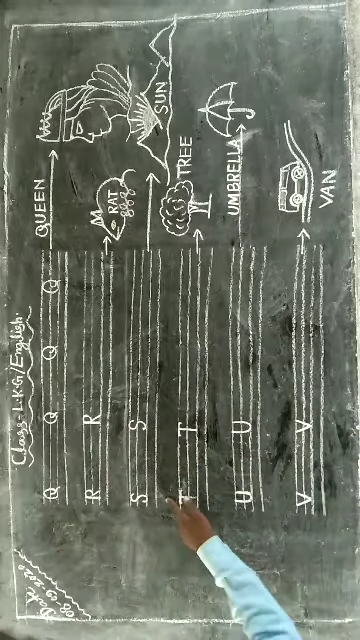 Class: L.K.G/English
Q Q Q Q QUEEN
R R RAT
S S SUN
T T TREE
U U UMBRELLA
V V VAN